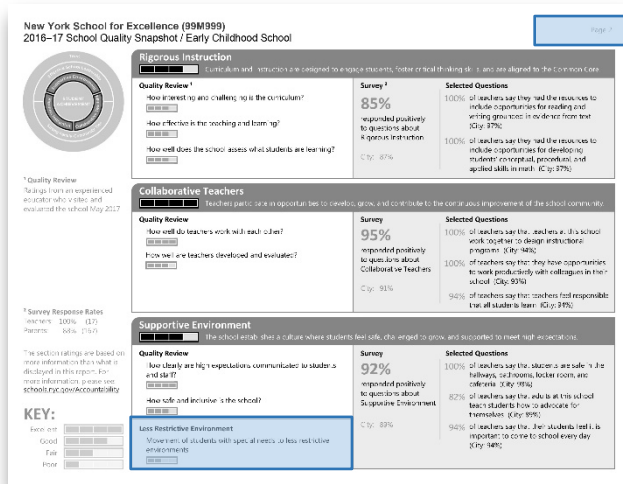 New York School for Excellence (99M999)
2016–17 School Quality Snapshot / Early Childhood School
Page 2
Rigorous Instruction
Curriculum and instruction are designed to engage students, foster critical thinking skills and are aligned to the Common Core
Quality Review ¹
How interesting and challenging is the curriculum?
How effective is the teaching and learning?
How well does the school assess what students are learning?
Survey ²
85%
responded positively
to questions about
Rigorous Instruction
City: 87%
Selected Questions
100% of teachers say they had the resources to
include opportunities for reading and
writing grounded in evidence from text
(City: 97%)
100% of teachers say they had the resources to
include opportunities for developing
students' conceptual, procedural, and
applied skills in math (City: 97%)
¹ Quality Review
Ratings from an experienced
educator who visited and
evaluated the school May 2017
Collaborative Teachers
Teachers participate in opportunities to develop, grow, and contribute to the continuous improvement of the school community.
Quality Review
How well do teachers work with each other?
How well are teachers developed and evaluated?
Survey
95%
responded positively
to questions about
Collaborative Teachers
City: 91%
Selected Questions
100% of teachers say that teachers at this school
work together to design instructional
programs (City: 94%)
100% of teachers say that they have opportunities
to work productively with colleagues in their
school (City: 93%)
94% of teachers say that teachers feel responsible
that all students learn (City: 94%)
² Survey Response Rates
Teachers 100% (17)
Parents
The section ratings are based on
more information than what is
displayed in this report. For
more information, please see
schools.nyc.gov/Accountability
KEY:
Excellent
Good
Fair
Poor
Supportive Environment
The school establishes a culture where students feel safe, challenged to grow, and supported to meet high expectations.
Quality Review
How clearly are high expectations communicated to students
and staff?
How safe and inclusive is the school?
Less Restrictive Environment
Movement of students with special needs to less restrictive
environments
Survey
92%
responded positively
to questions about
Supportive Environment
City: 89%
Selected Questions
100% of teachers say that students are safe in the
hallways, bathrooms, locker room, and
cafeteria
82% of teachers say that adults at this school
teach students how to advocate for
themselves
94% of teachers say that their students feel it is
important to come to school every day
(City: 94%)